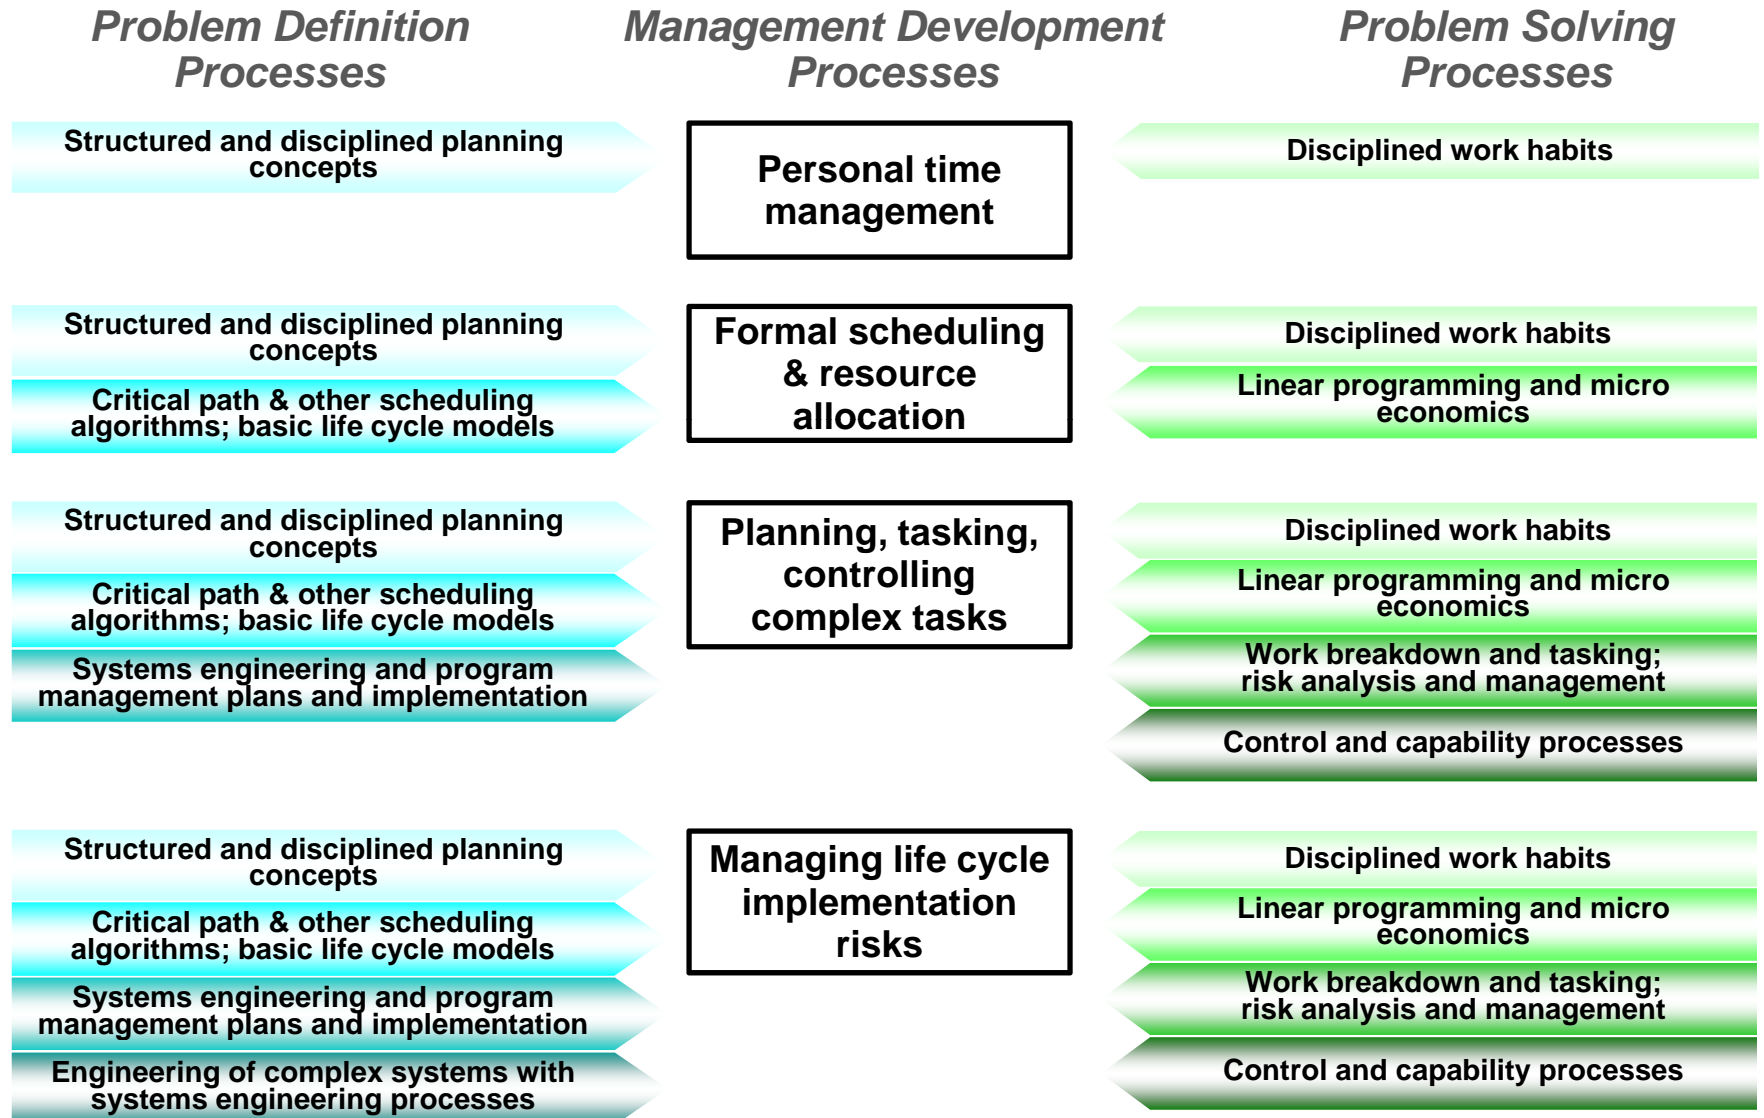 Problem Definition
Processes
Management Development
Processes
Problem Solving
Processes
Structured and disciplined planning
concepts
Personal time
management
Disciplined work habits
Structured and disciplined planning
concepts
Critical path & other scheduling
algorithms; basic life cycle models
Formal scheduling
& resource
allocation
Disciplined work habits
Linear programming and micro
economics
Structured and disciplined planning
concepts
Critical path & other scheduling
algorithms; basic life cycle models
Systems engineering and program
management plans and implementation
Planning, tasking,
controlling
complex tasks
Disciplined work habits
Linear programming and micro
economics
Work breakdown and tasking;
risk analysis and management
Control and capability processes
Structured and disciplined planning
concepts
Critical path & other scheduling
algorithms; basic life cycle models
Systems engineering and program
management plans and implementation
Engineering of complex systems with
systems engineering processes
Managing life cycle
implementation
risks
Disciplined work habits
Linear programming and micro
economics
Work breakdown and tasking;
risk analysis and management
Control and capability processes